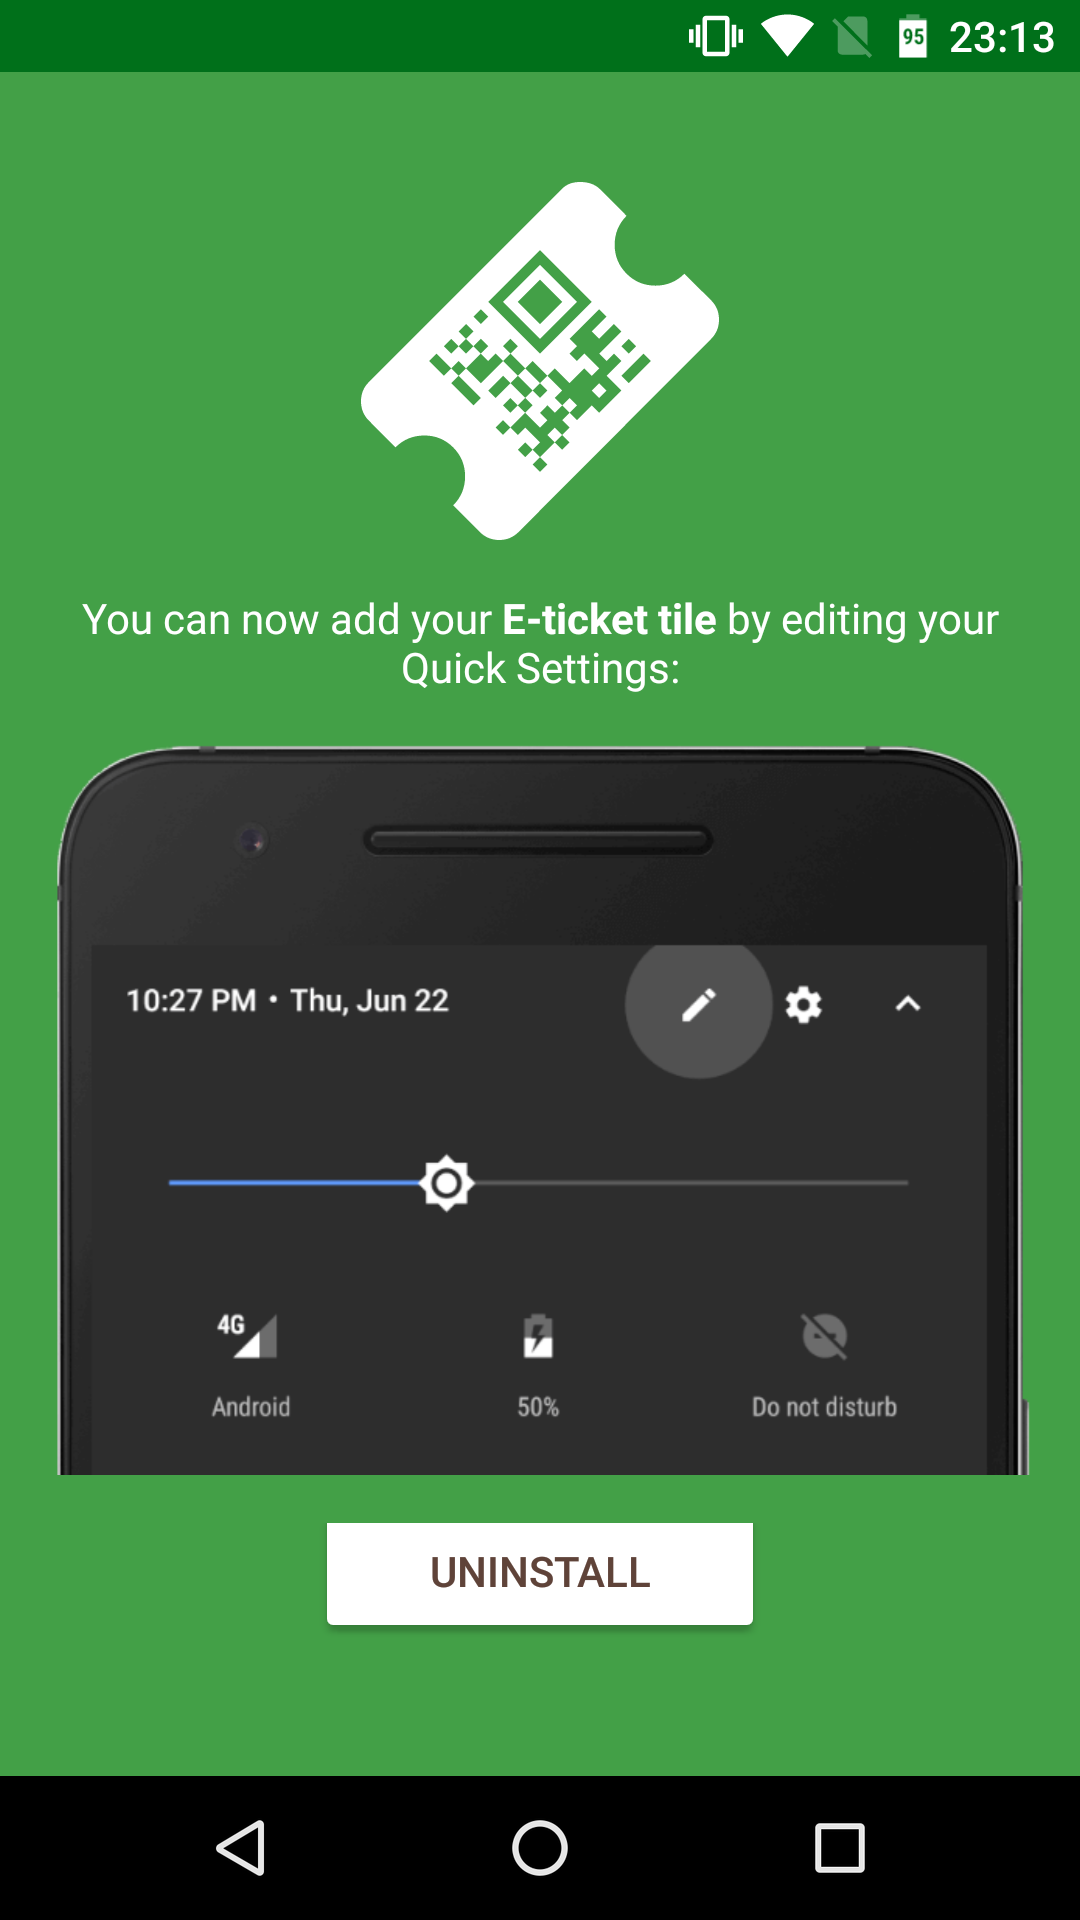 95 23:13
You can now add your E-ticket tile by editing your
Quick Settings:
10:27 PM • Thu, Jun 22
4G
Android 50% Do not disturb
UNINSTALL